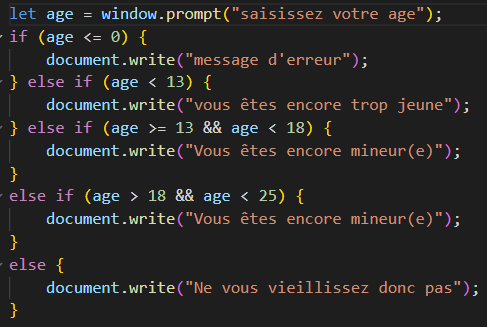 let age = window.prompt("saisissez votre age");
if (age <= 0) {
    document.write("message d'erreur");
} else if (age < 13) {
    document.write("vous êtes encore trop jeune");
} else if (age >= 13 && age < 18) {
    document.write("Vous êtes encore mineur(e)");
}
else if (age > 18 && age < 25) {
    document.write("Vous êtes encore mineur(e)");
}
else {
    document.write("Ne vous vieillissez donc pas");
}